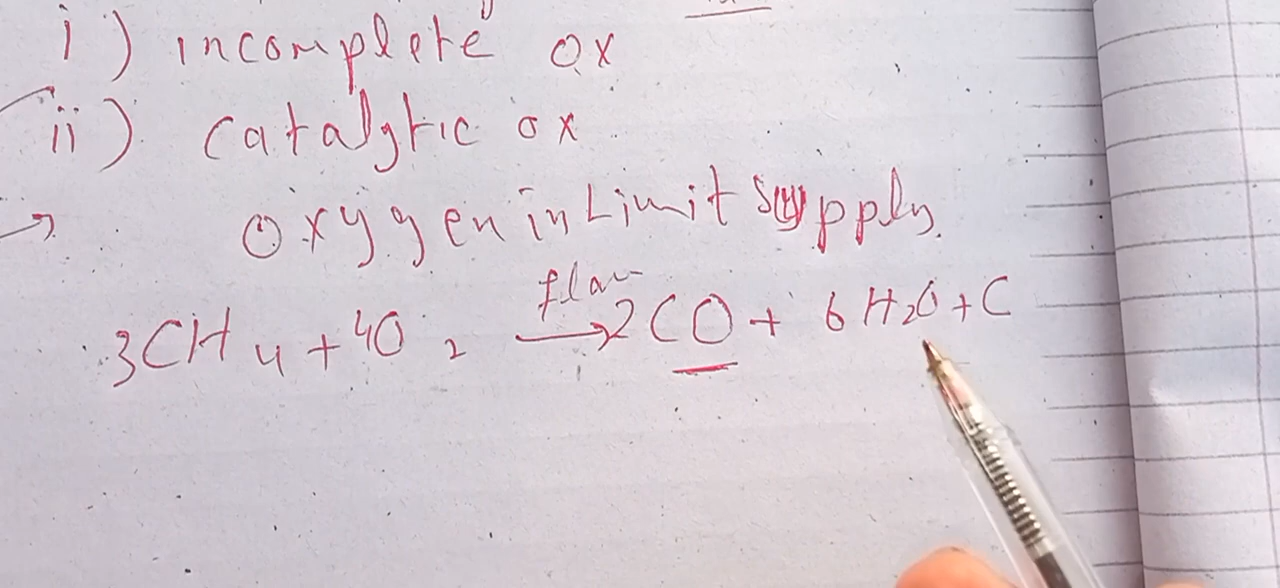 i) incomplete ox
ii) catalytic ox
→ oxygen in Limit supply
flam
3CH4 + 4O2 → 2CO + 6H2O + C